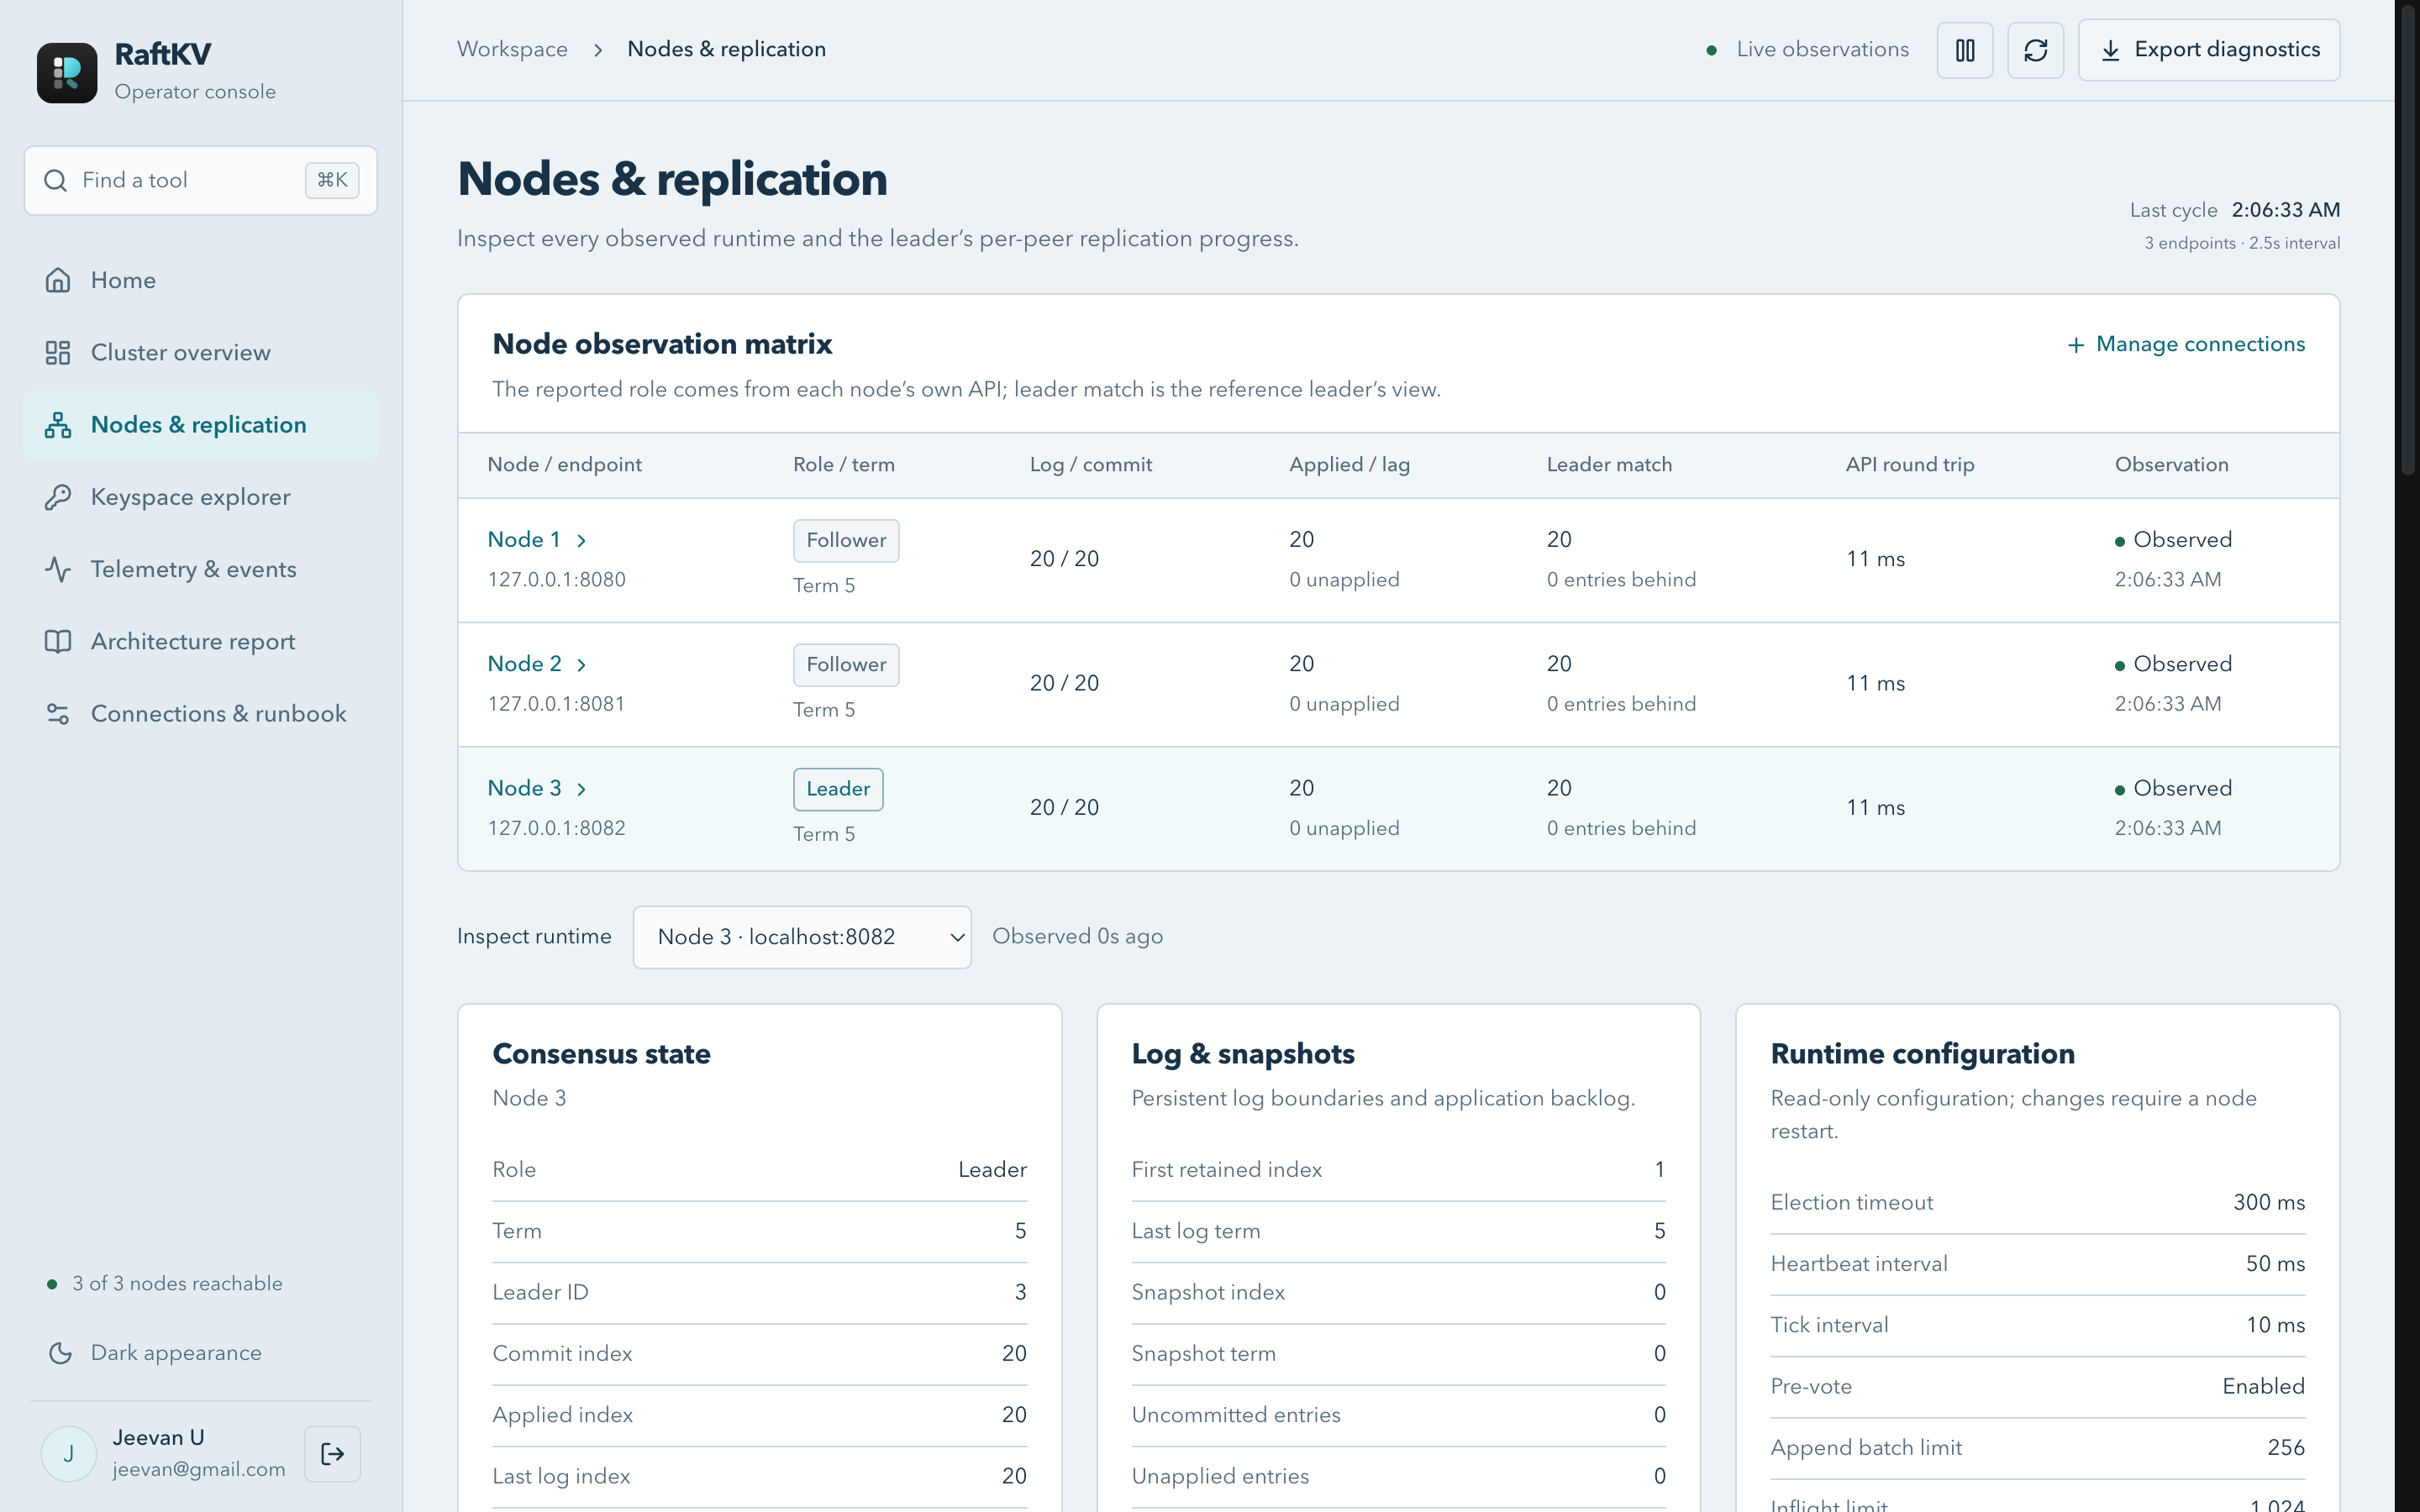 RaftKV
Operator console
Find a tool ⌘K
Home
Cluster overview
Nodes & replication
Keyspace explorer
Telemetry & events
Architecture report
Connections & runbook
3 of 3 nodes reachable
Dark appearance
J
Jeevan U
jeevan@gmail.com
Workspace > Nodes & replication
Live observations
Export diagnostics
Nodes & replication
Inspect every observed runtime and the leader’s per-peer replication progress.
Last cycle 2:06:33 AM
3 endpoints · 2.5s interval
Node observation matrix
+ Manage connections
The reported role comes from each node’s own API; leader match is the reference leader’s view.
Node / endpoint Role / term Log / commit Applied / lag Leader match API round trip Observation
Node 1 > Follower 20 / 20 20 20 11 ms Observed
127.0.0.1:8080 Term 5 0 unapplied 0 entries behind 2:06:33 AM
Node 2 > Follower 20 / 20 20 20 11 ms Observed
127.0.0.1:8081 Term 5 0 unapplied 0 entries behind 2:06:33 AM
Node 3 > Leader 20 / 20 20 20 11 ms Observed
127.0.0.1:8082 Term 5 0 unapplied 0 entries behind 2:06:33 AM
Inspect runtime Node 3 · localhost:8082 Observed 0s ago
Consensus state
Node 3
Role Leader
Term 5
Leader ID 3
Commit index 20
Applied index 20
Last log index 20
Log & snapshots
Persistent log boundaries and application backlog.
First retained index 1
Last log term 5
Snapshot index 0
Snapshot term 0
Uncommitted entries 0
Unapplied entries 0
Runtime configuration
Read-only configuration; changes require a node
restart.
Election timeout 300 ms
Heartbeat interval 50 ms
Tick interval 10 ms
Pre-vote Enabled
Append batch limit 256
Inflight limit 1,024